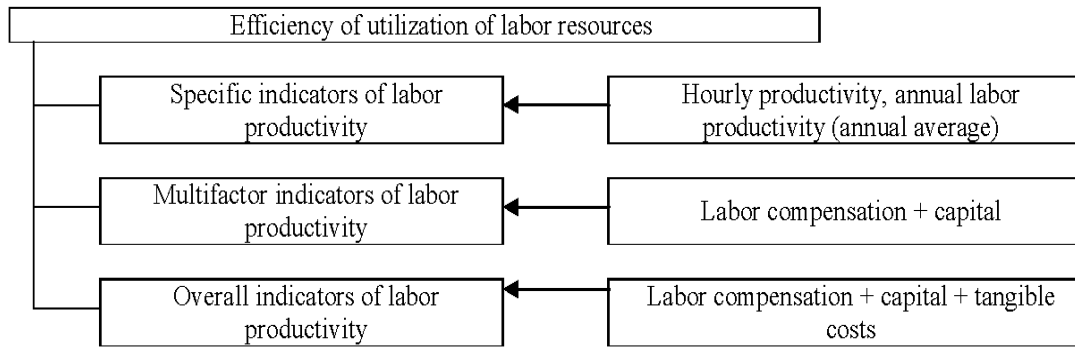 Efficiency of utilization of labor resources
Specific indicators of labor
productivity
Hourly productivity, annual labor
productivity (annual average)
Multifactor indicators of labor
productivity
Labor compensation + capital
Overall indicators of labor
productivity
Labor compensation + capital + tangible
costs